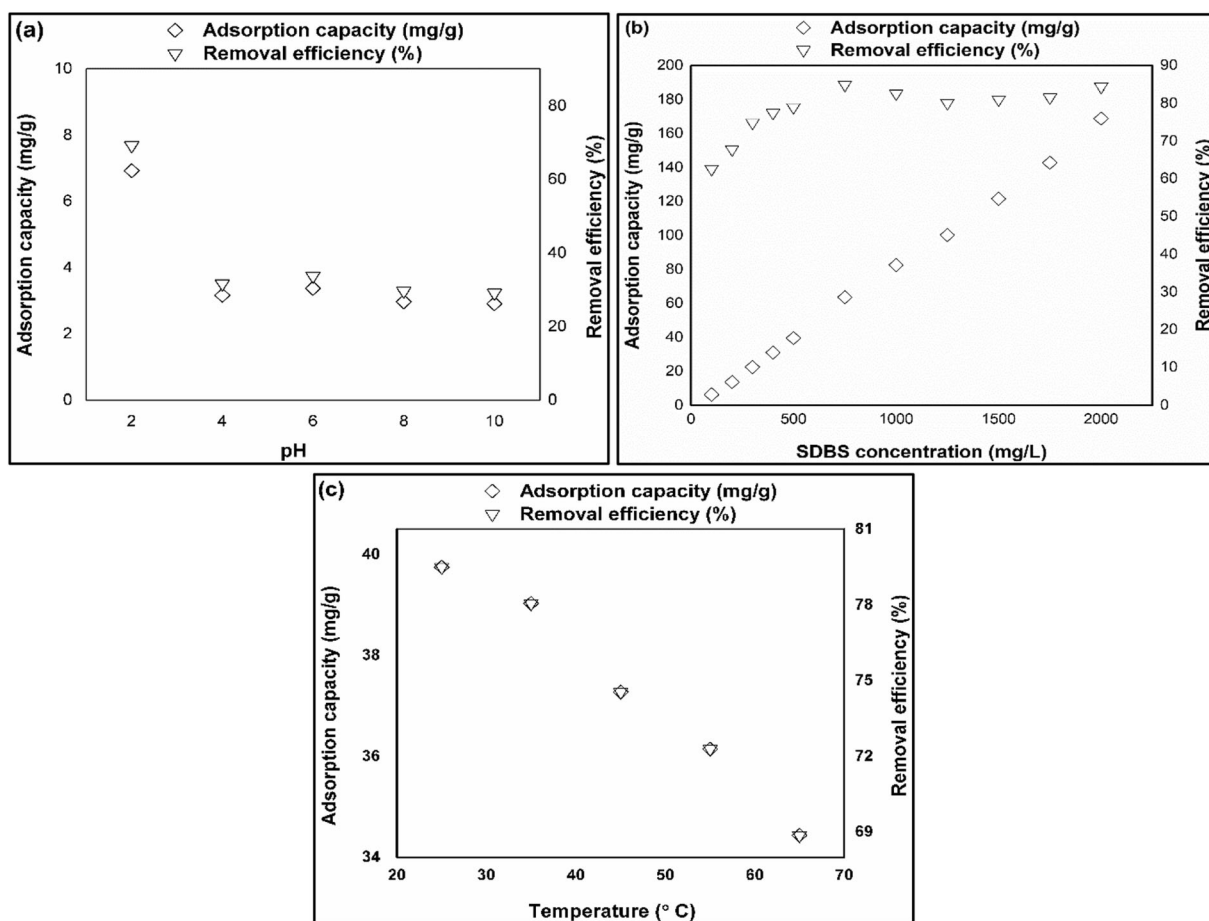 (a)
Adsorption capacity (mg/g)
Removal efficiency (%)
10
8
6
4
2
0
Adsorption capacity (mg/g)
80
60
40
20
0
Removal efficiency (%)
2 4 6 8 10
pH
(b)
Adsorption capacity (mg/g)
Removal efficiency (%)
200
180
160
140
120
100
80
60
40
20
0
Adsorption capacity (mg/g)
90
80
70
60
50
40
30
20
10
0
Removal efficiency (%)
0 500 1000 1500 2000
SDBS concentration (mg/L)
(c)
Adsorption capacity (mg/g)
Removal efficiency (%)
40
38
36
34
Adsorption capacity (mg/g)
81
78
75
72
69
Removal efficiency (%)
20 30 40 50 60 70
Temperature (° C)